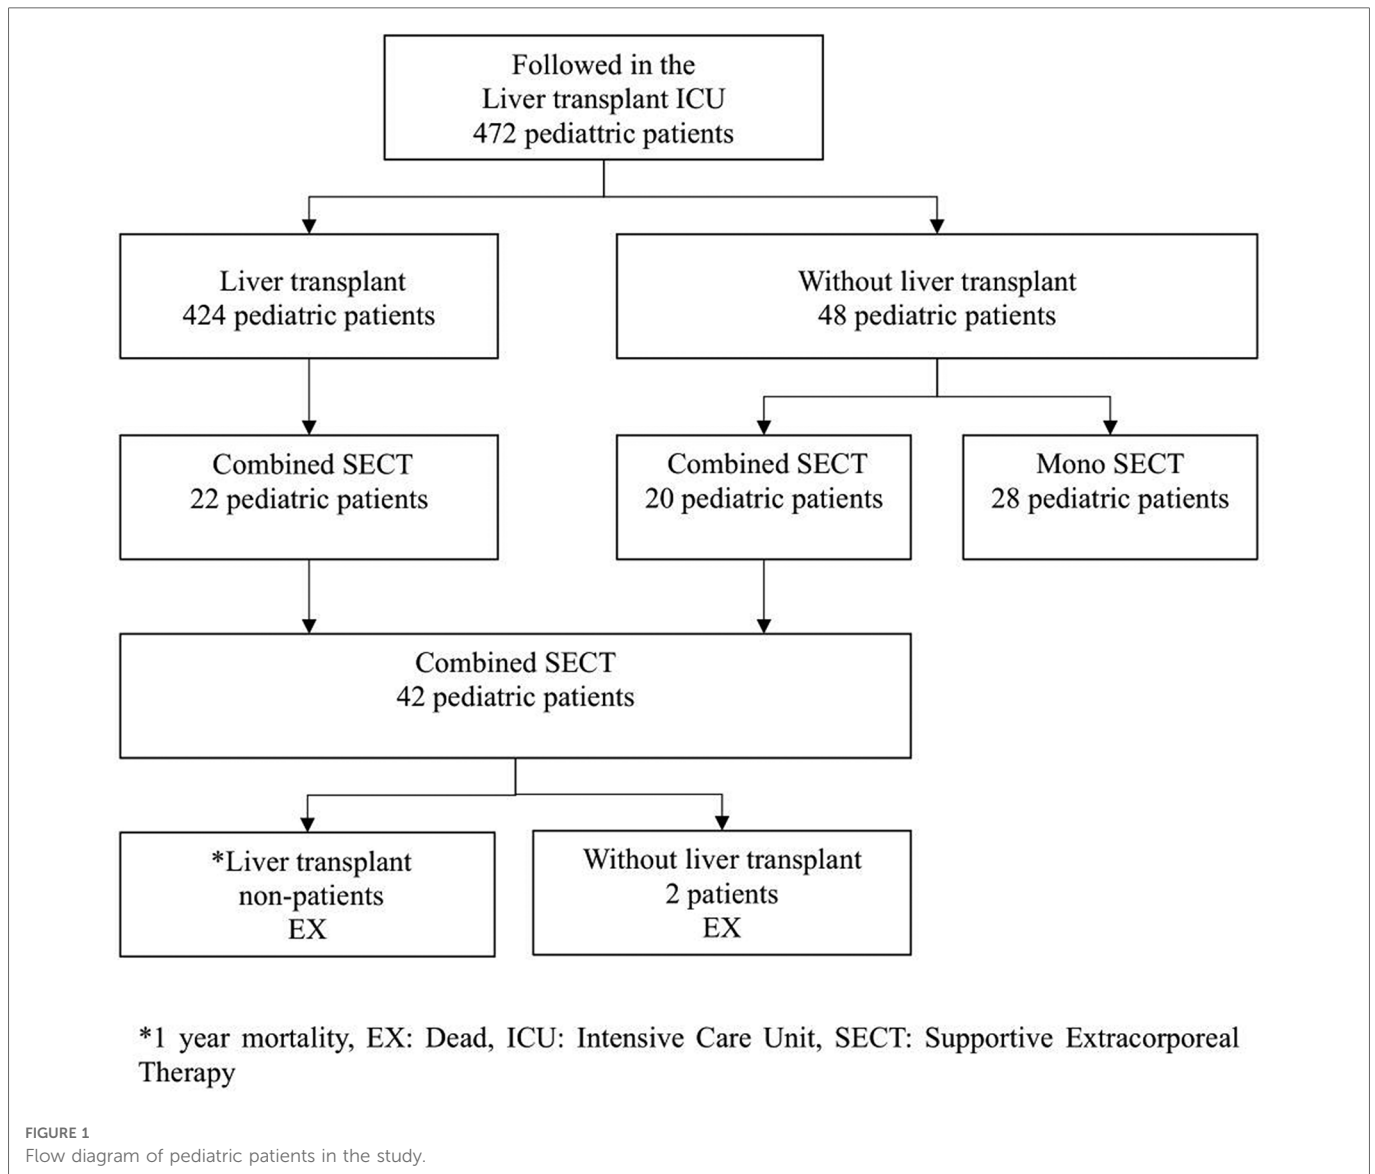 Followed in the
Liver transplant ICU
472 pediattric patients
Liver transplant
424 pediatric patients
Without liver transplant
48 pediatric patients
Combined SECT
22 pediatric patients
Combined SECT
20 pediatric patients
Mono SECT
28 pediatric patients
Combined SECT
42 pediatric patients
*Liver transplant
non-patients
EX
Without liver transplant
2 patients
EX
*1 year mortality, EX: Dead, ICU: Intensive Care Unit, SECT: Supportive Extracorporeal
Therapy
FIGURE 1
Flow diagram of pediatric patients in the study.